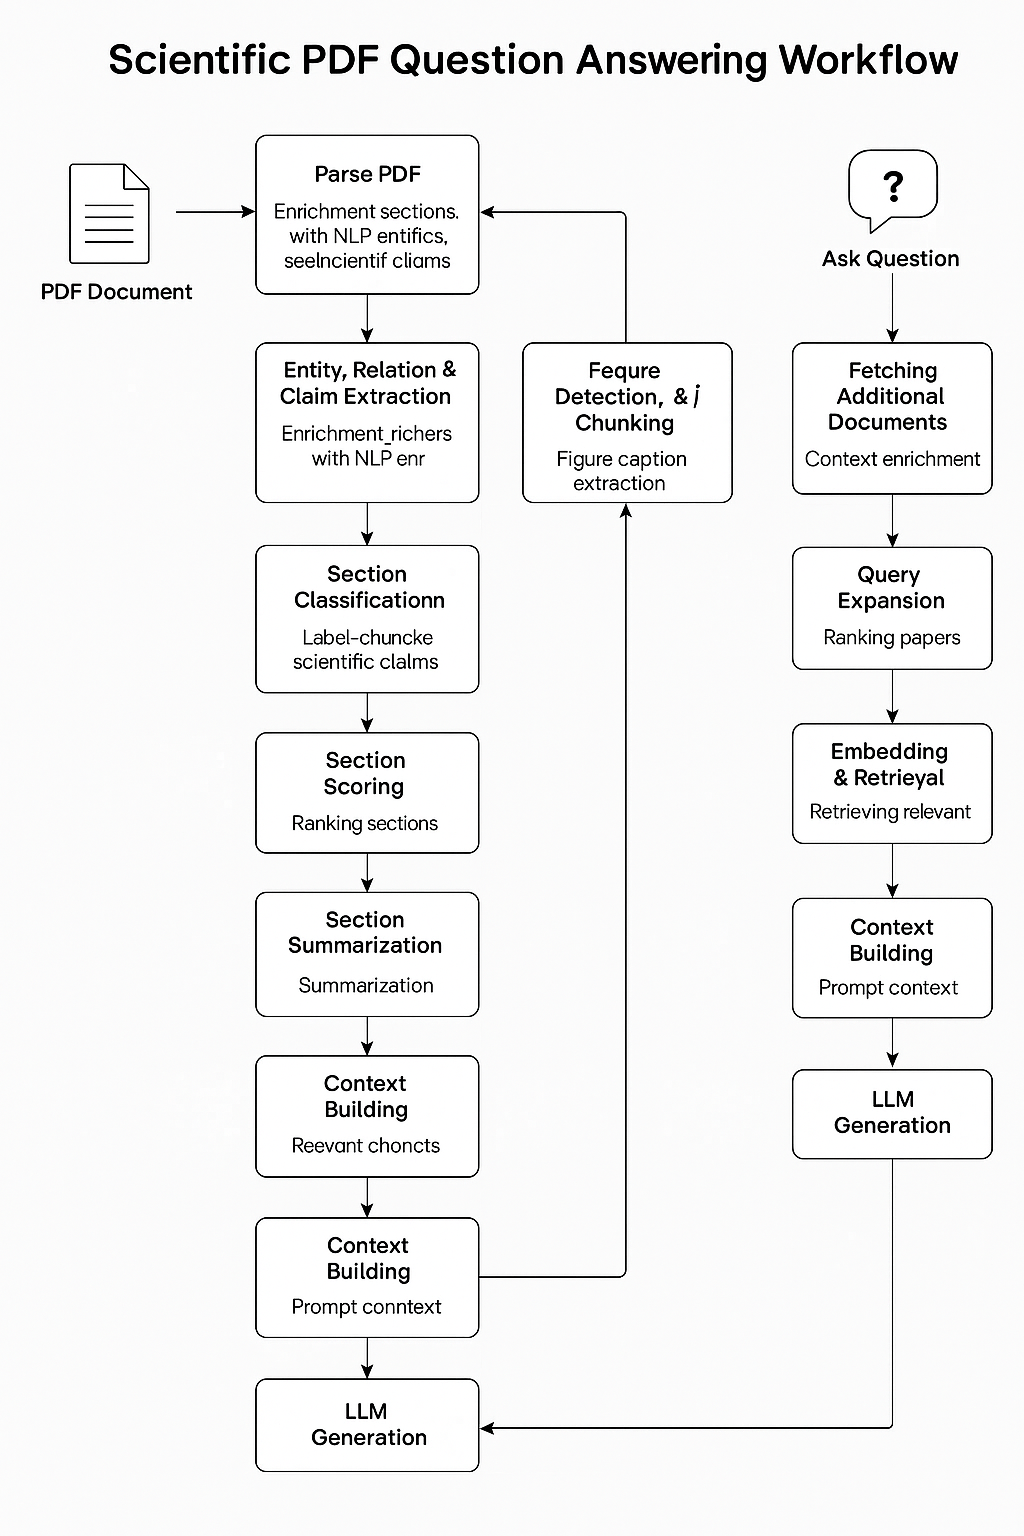 Scientific PDF Question Answering Workflow
PDF Document
Parse PDF
Enrichment sections.
with NLP entifics,
seelncientif cliams
Entity, Relation &
Claim Extraction
Enrichment_richers
with NLP enr
Section
Classificationn
Label-chuncke
scientific clalms
Section
Scoring
Ranking sections
Section
Summarization
Summarization
Context
Building
Reevant choncts
Context
Building
Prompt conntext
LLM
Generation
Fequre
Detection, & j
Chunking
Figure caption
extraction
?
Ask Question
Fetching
Additional
Documents
Context enrichment
Query
Expansion
Ranking papers
Embedding
& Retrieyal
Retrieving relevant
Context
Building
Prompt context
LLM
Generation